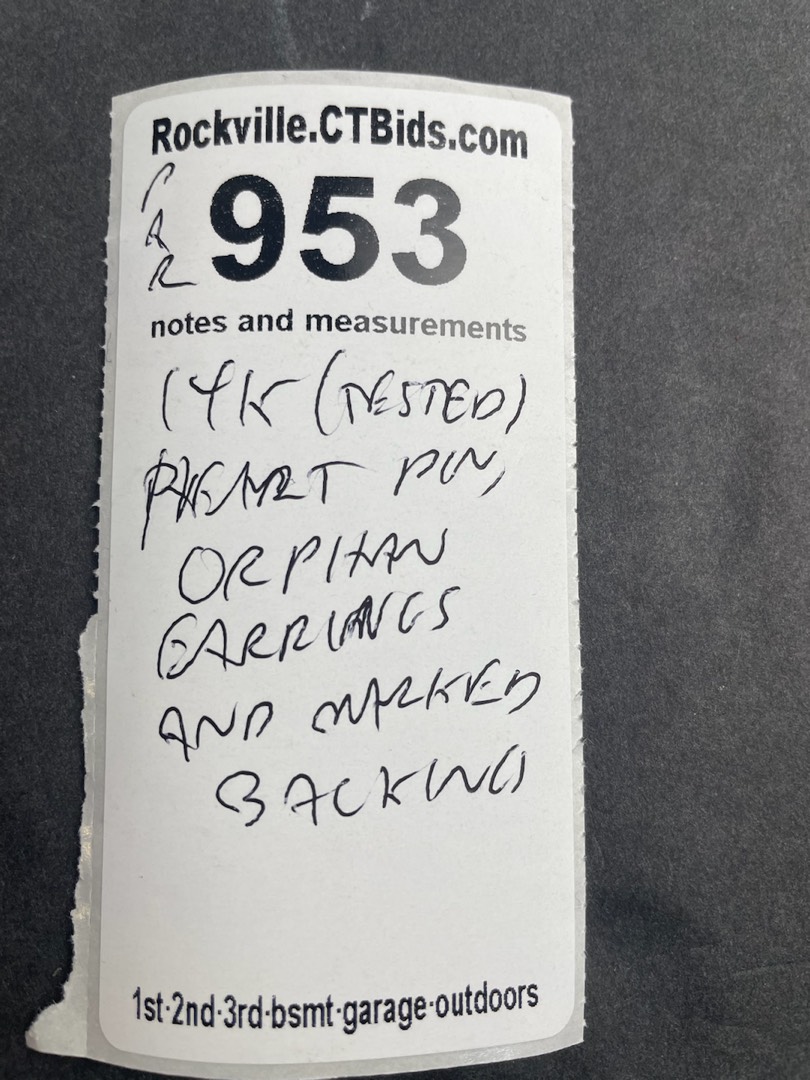 Rockville.CTBids.com
953
notes and measurements
14K (TESTED)
HEART PIN,
ORPHAN
EARRINGS
AND MARKED
BACKING
1st·2nd·3rd·bsmt·garage·outdoors